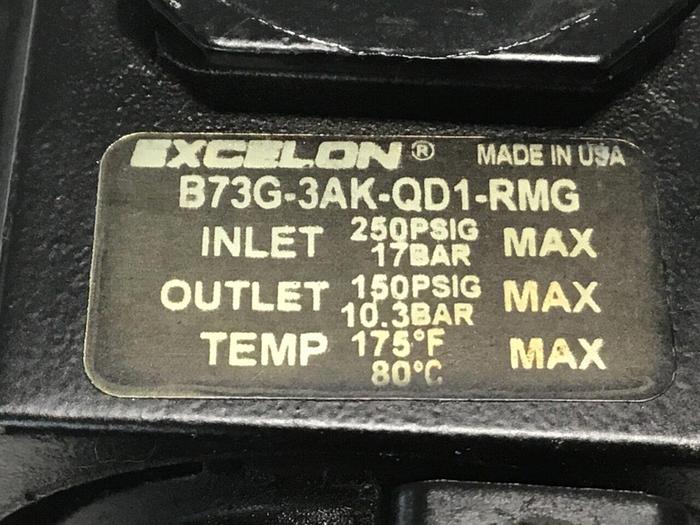 EXCELON® MADE IN USA
B73G-3AK-QD1-RMG
INLET 250PSIG 17BAR MAX
OUTLET 150PSIG 10.3BAR MAX
TEMP 175°F 80°C MAX